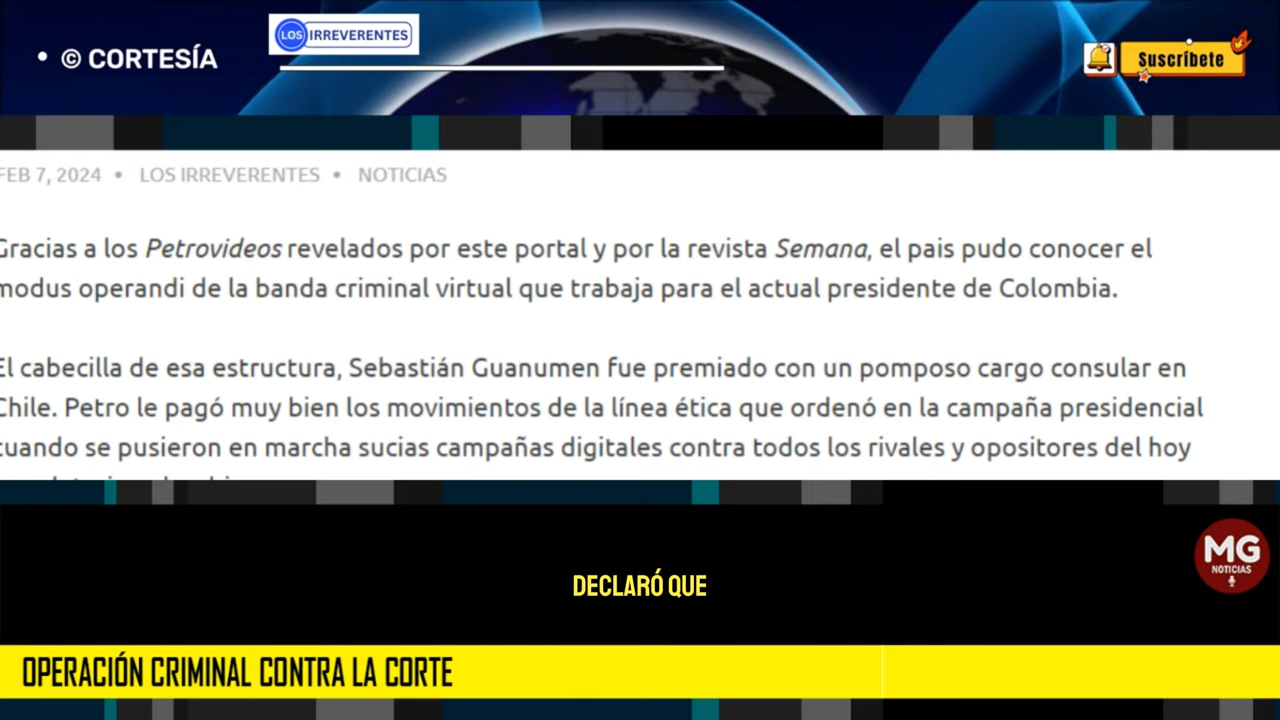 • © CORTESÍA
LOS IRREVERENTES
Suscríbete
FEB 7, 2024 • LOS IRREVERENTES • NOTICIAS
Gracias a los Petrovideos revelados por este portal y por la revista Semana, el pais pudo conocer el
modus operandi de la banda criminal virtual que trabaja para el actual presidente de Colombia.
El cabecilla de esa estructura, Sebastián Guanumen fue premiado con un pomposo cargo consular en
Chile. Petro le pagó muy bien los movimientos de la línea ética que ordenó en la campaña presidencial
cuando se pusieron en marcha sucias campañas digitales contra todos los rivales y opositores del hoy
MG
NOTICIAS
DECLARÓ QUE
OPERACIÓN CRIMINAL CONTRA LA CORTE